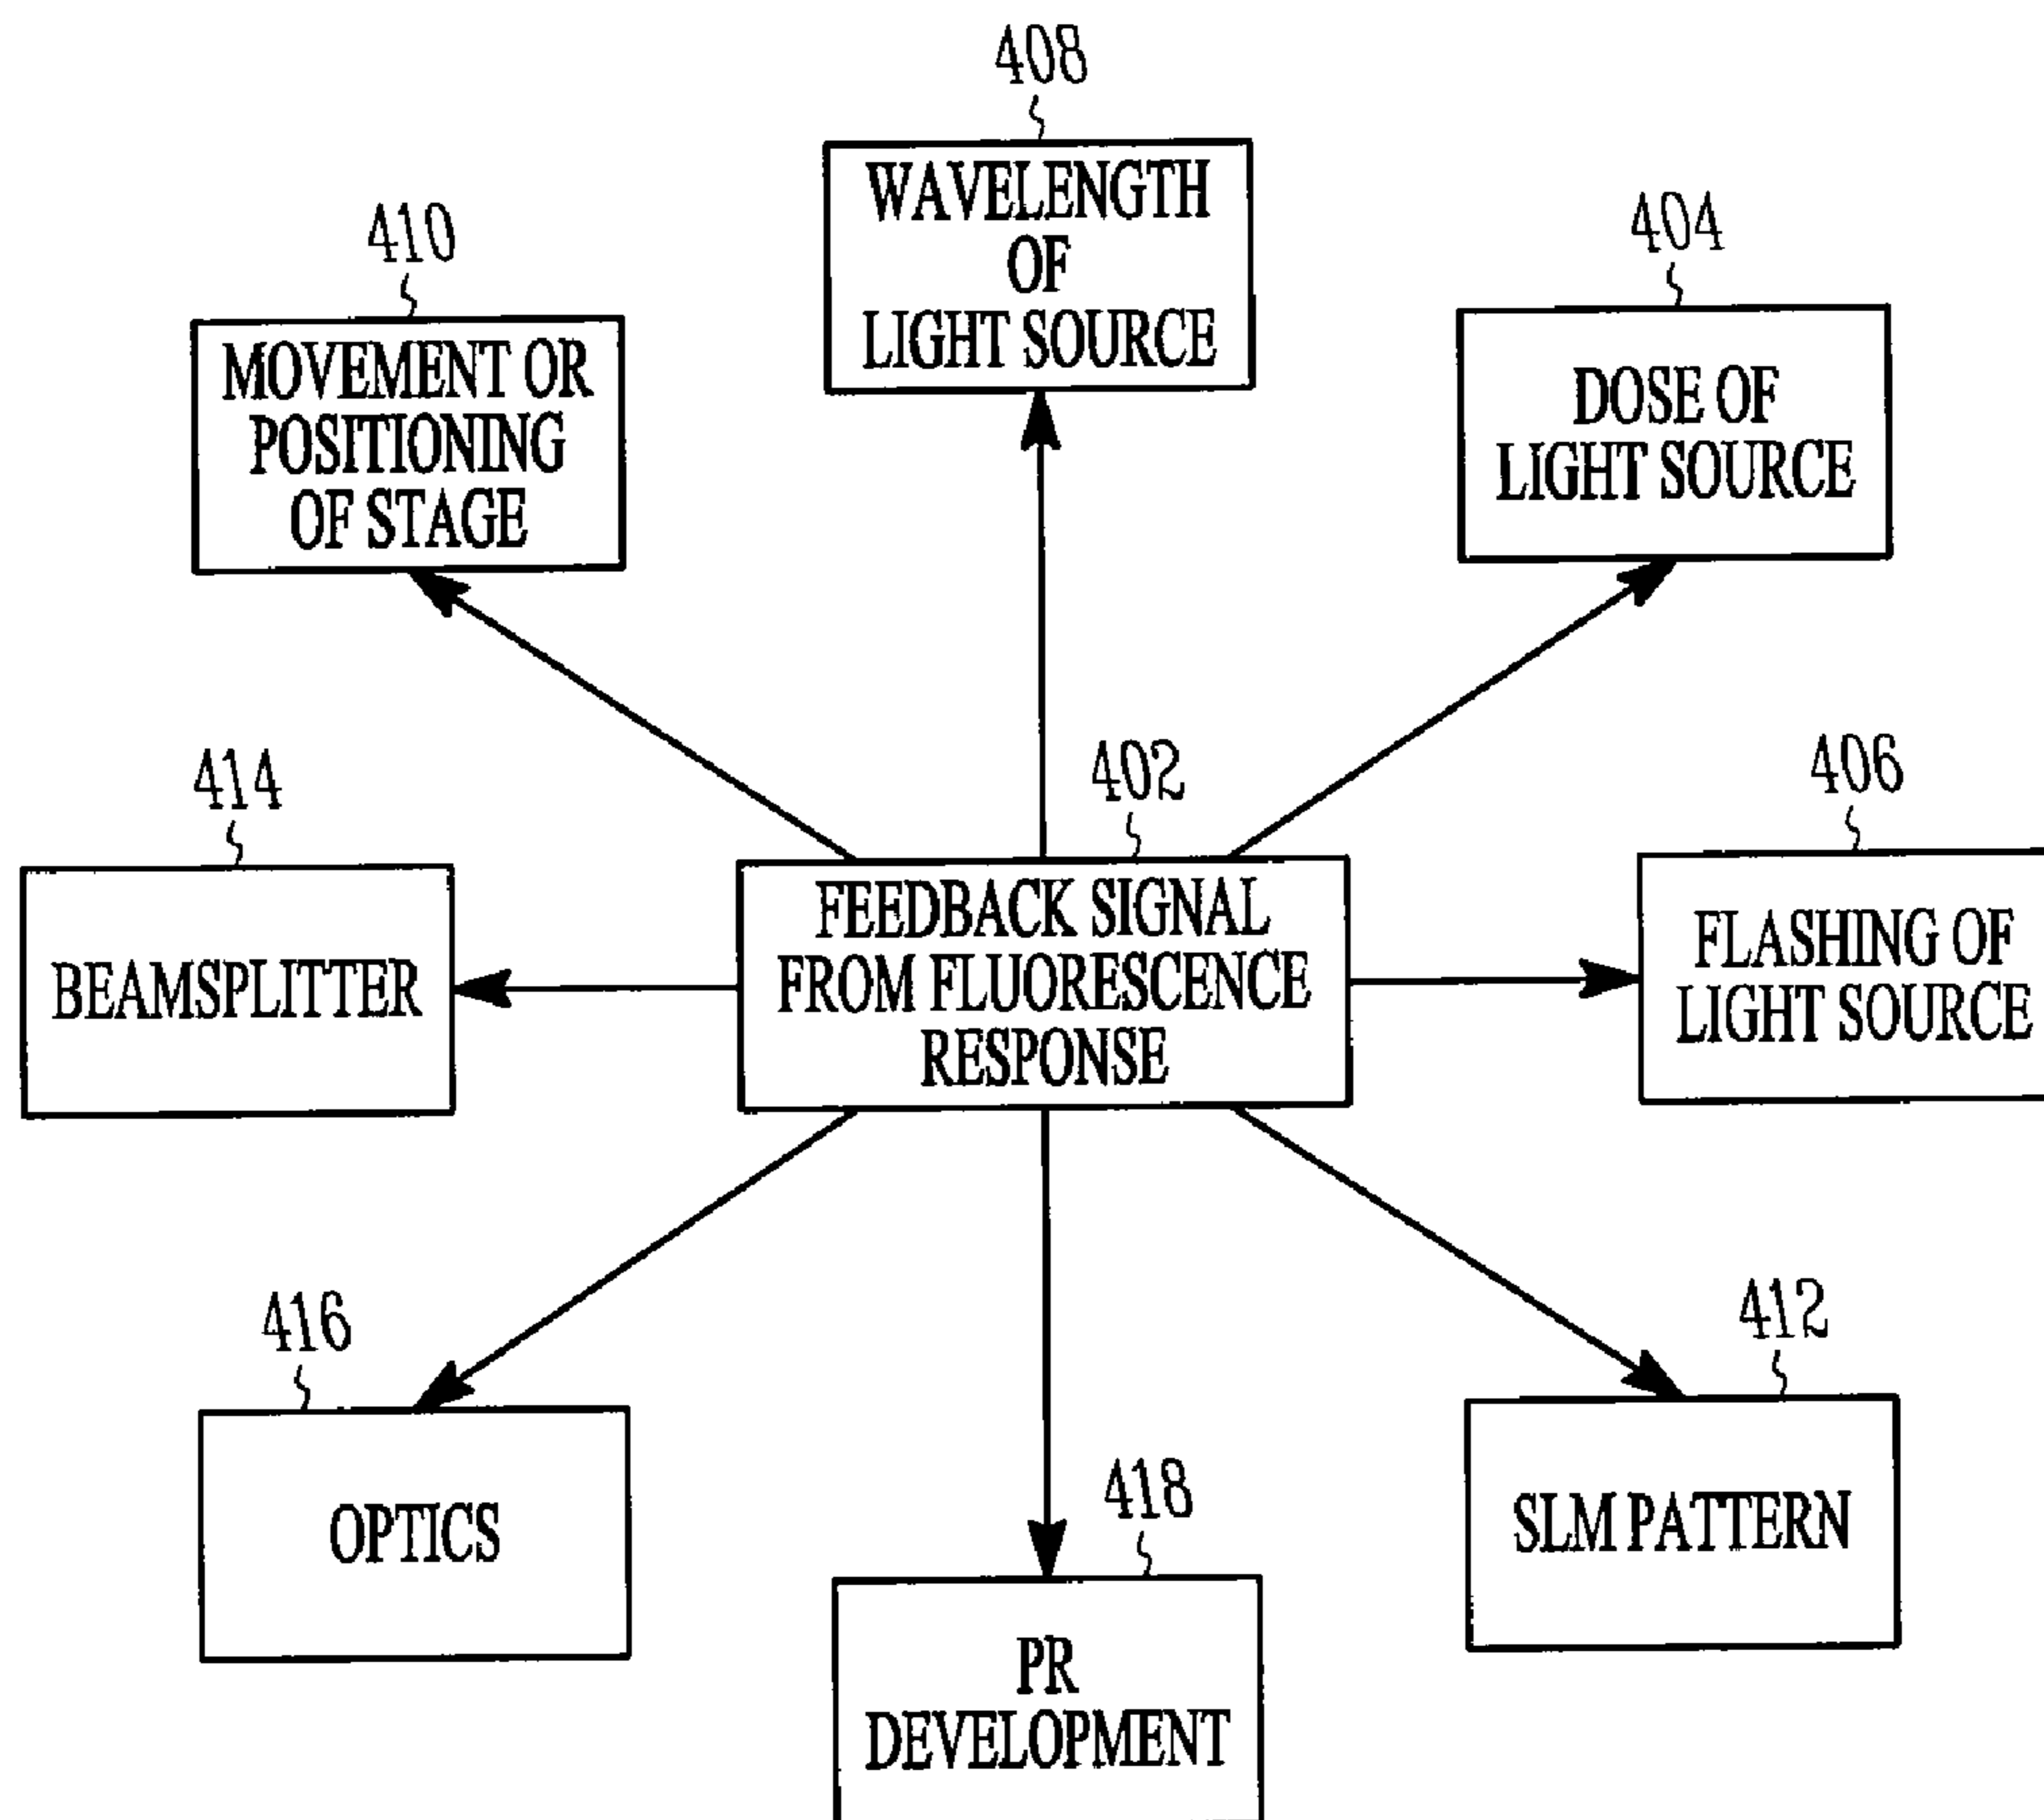 408
WAVELENGTH
OF
LIGHT SOURCE
410
MOVEMENT OR
POSITIONING
OF STAGE
404
DOSE OF
LIGHT SOURCE
414
BEAMSPLITTER
402
FEEDBACK SIGNAL
FROM FLUORESCENCE
RESPONSE
406
FLASHING OF
LIGHT SOURCE
416
OPTICS
418
PR
DEVELOPMENT
412
SLM PATTERN